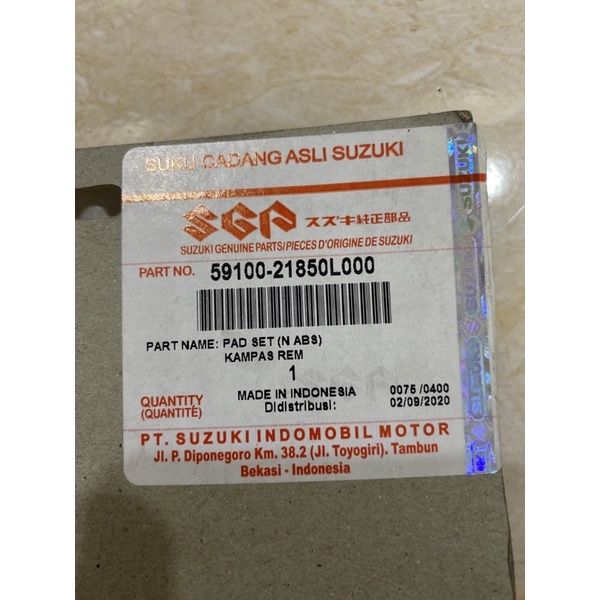 SUKU CADANG ASLI SUZUKI
SGP スズキ純正部品
SUZUKI GENUINE PARTS/PIECES D'ORIGINE DE SUZUKI
PART NO. 59100-21850L000
PART NAME: PAD SET (N ABS)
KAMPAS REM
1
QUANTITY
(QUANTITÉ)
MADE IN INDONESIA 0075 /0400
Didistribusi: 02/09/2020
PT. SUZUKI INDOMOBIL MOTOR
Jl. P. Diponegoro Km. 38.2 (Jl. Toyogiri). Tambun
Bekasi - Indonesia
SUZUKI
SUZUKI